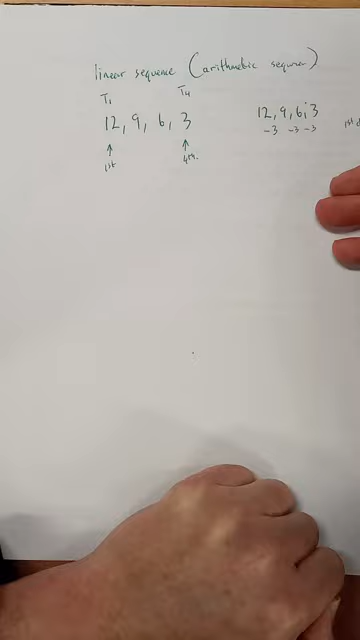 linear sequence (arithmetic sequence)
T₁ T₄
12, 9, 6, 3
1st 4th.
12, 9, 6, 3
-3 -3 -3
1st